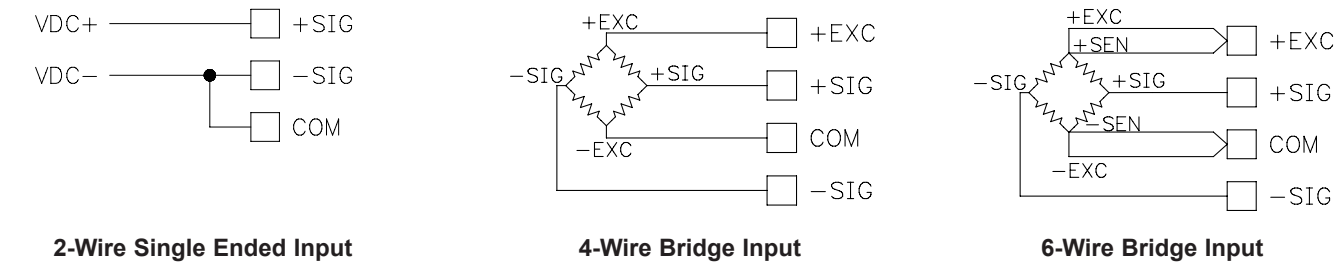 VDC+
+SIG
VDC−
−SIG
COM
2-Wire Single Ended Input
+EXC
+EXC
−SIG
+SIG
+SIG
COM
−EXC
−SIG
4-Wire Bridge Input
+EXC
+SEN
+EXC
−SIG
+SIG
+SIG
−SEN
COM
−EXC
−SIG
6-Wire Bridge Input